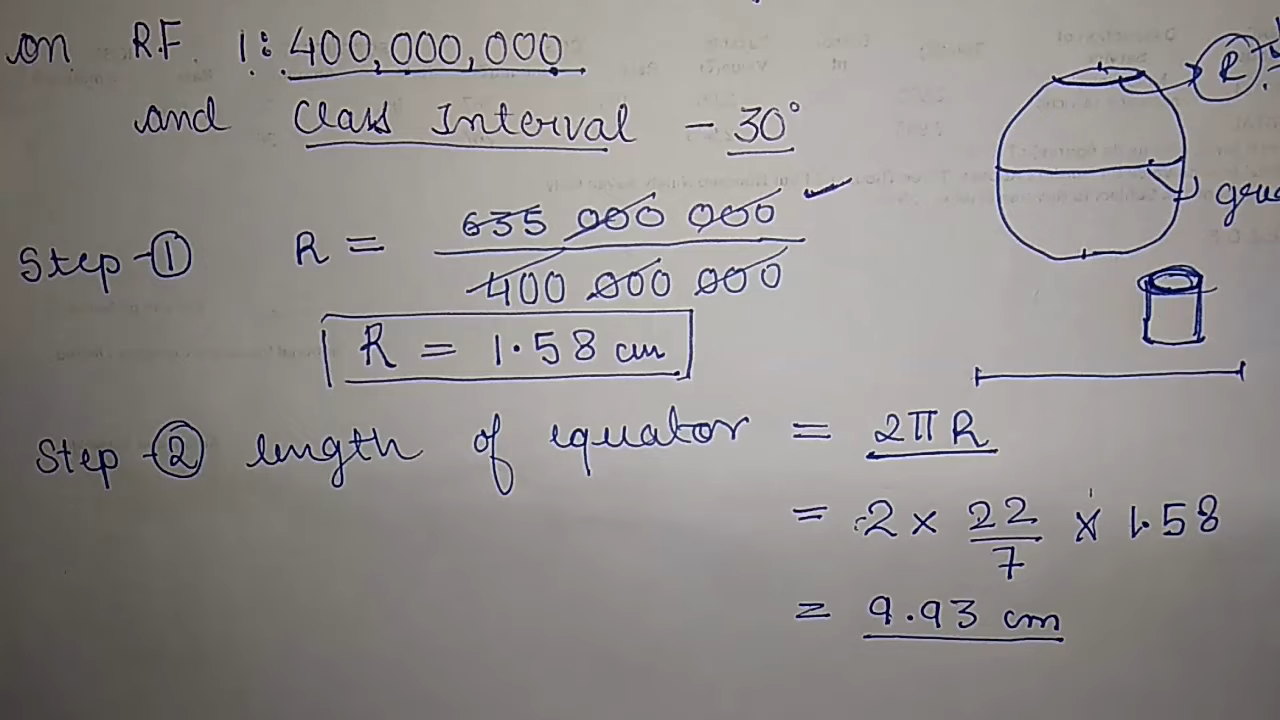 on R.F. 1:400,000,000
and Class Interval - 30°
R
Step-① R = 635 000 000 / 400 000 000
R = 1.58 cm
Step-② length of equator = 2πR
= 2 × 22/7 × 1.58
= 9.93 cm